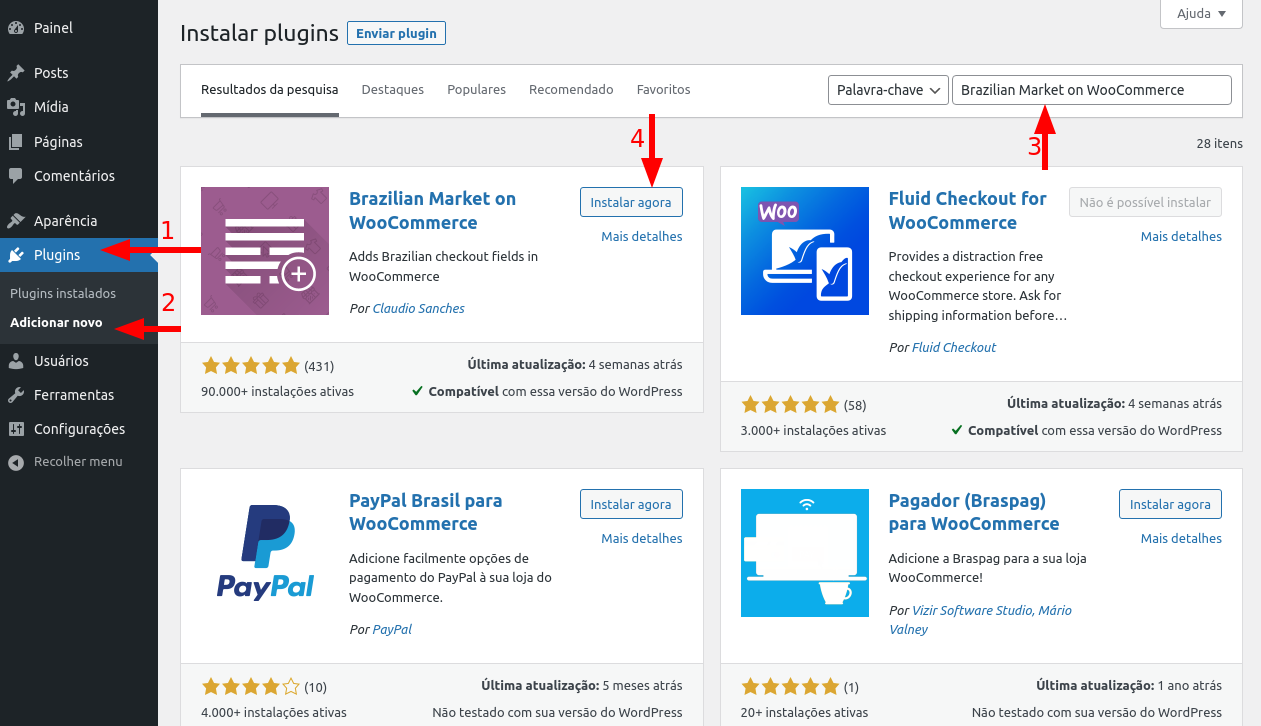 Painel
Posts
Mídia
Páginas
Comentários
Aparência
Plugins
Plugins instalados
Adicionar novo
Usuários
Ferramentas
Configurações
Recolher menu
1
2
Ajuda
Instalar plugins Enviar plugin
Resultados da pesquisa Destaques Populares Recomendado Favoritos Palavra-chave Brazilian Market on WooCommerce
4
3
28 itens
Brazilian Market on
WooCommerce
Instalar agora
Mais detalhes
Adds Brazilian checkout fields in
WooCommerce
Por Claudio Sanches
(431)
Última atualização: 4 semanas atrás
90.000+ instalações ativas
Compatível com essa versão do WordPress
Woo
Fluid Checkout for
WooCommerce
Não é possível instalar
Mais detalhes
Provides a distraction free
checkout experience for any
WooCommerce store. Ask for
shipping information before…
Por Fluid Checkout
(58)
Última atualização: 4 semanas atrás
3.000+ instalações ativas
Compatível com essa versão do WordPress
PayPal
PayPal Brasil para
WooCommerce
Instalar agora
Mais detalhes
Adicione facilmente opções de
pagamento do PayPal à sua loja do
WooCommerce.
Por PayPal
(10)
Última atualização: 5 meses atrás
4.000+ instalações ativas
Não testado com sua versão do WordPress
Pagador (Braspag)
para WooCommerce
Instalar agora
Mais detalhes
Adicione a Braspag para a sua loja
WooCommerce!
Por Vizir Software Studio, Mário
Valney
(1)
Última atualização: 1 ano atrás
20+ instalações ativas
Não testado com sua versão do WordPress